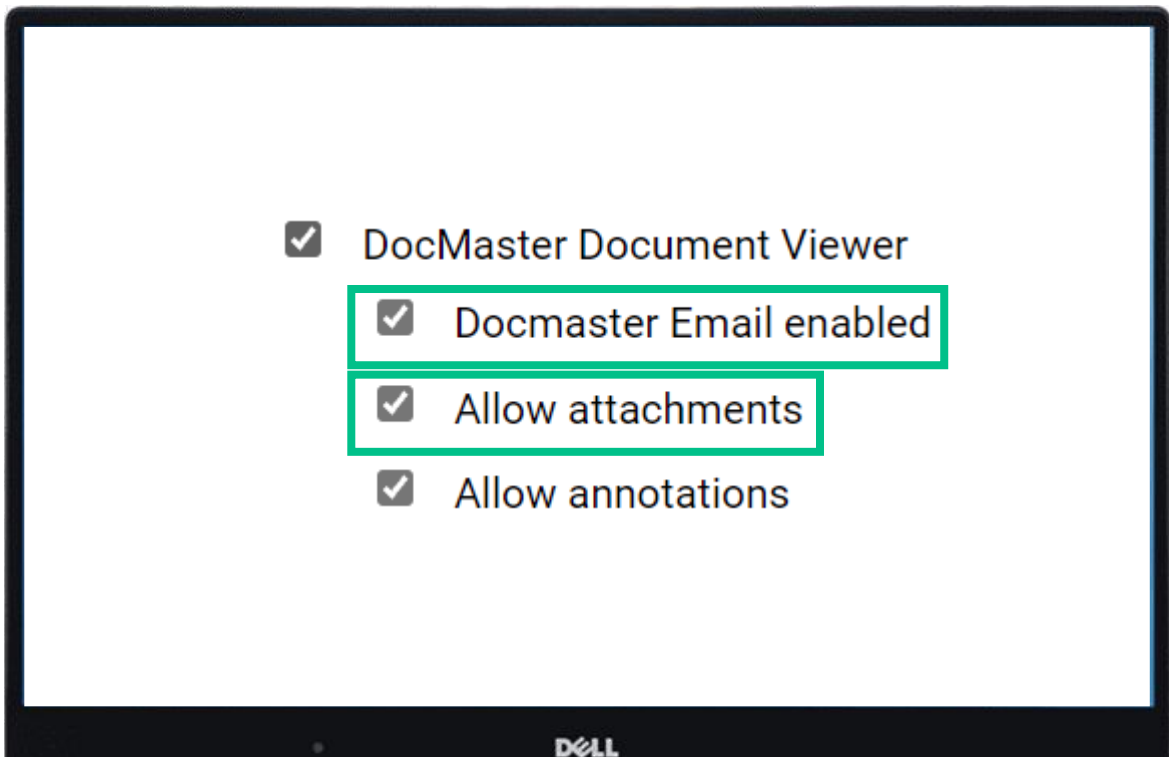 DocMaster Document Viewer
Docmaster Email enabled
Allow attachments
Allow annotations
DELL